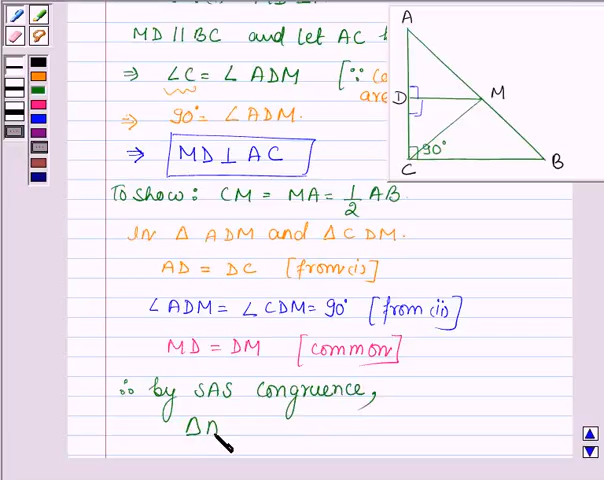 MD || BC and let AC
⇒ ∠C = ∠ADM [∵
⇒ 90° = ∠ADM.
⇒ MD ⊥ AC
To Show: CM = MA = 1/2 AB.
In Δ ADM and Δ CDM.
AD = DC [from (i)]
∠ADM = ∠CDM = 90° [from (ii)]
MD = DM [common]
∴ by SAS congruence,
Δ
A
D
M
90°
C
B